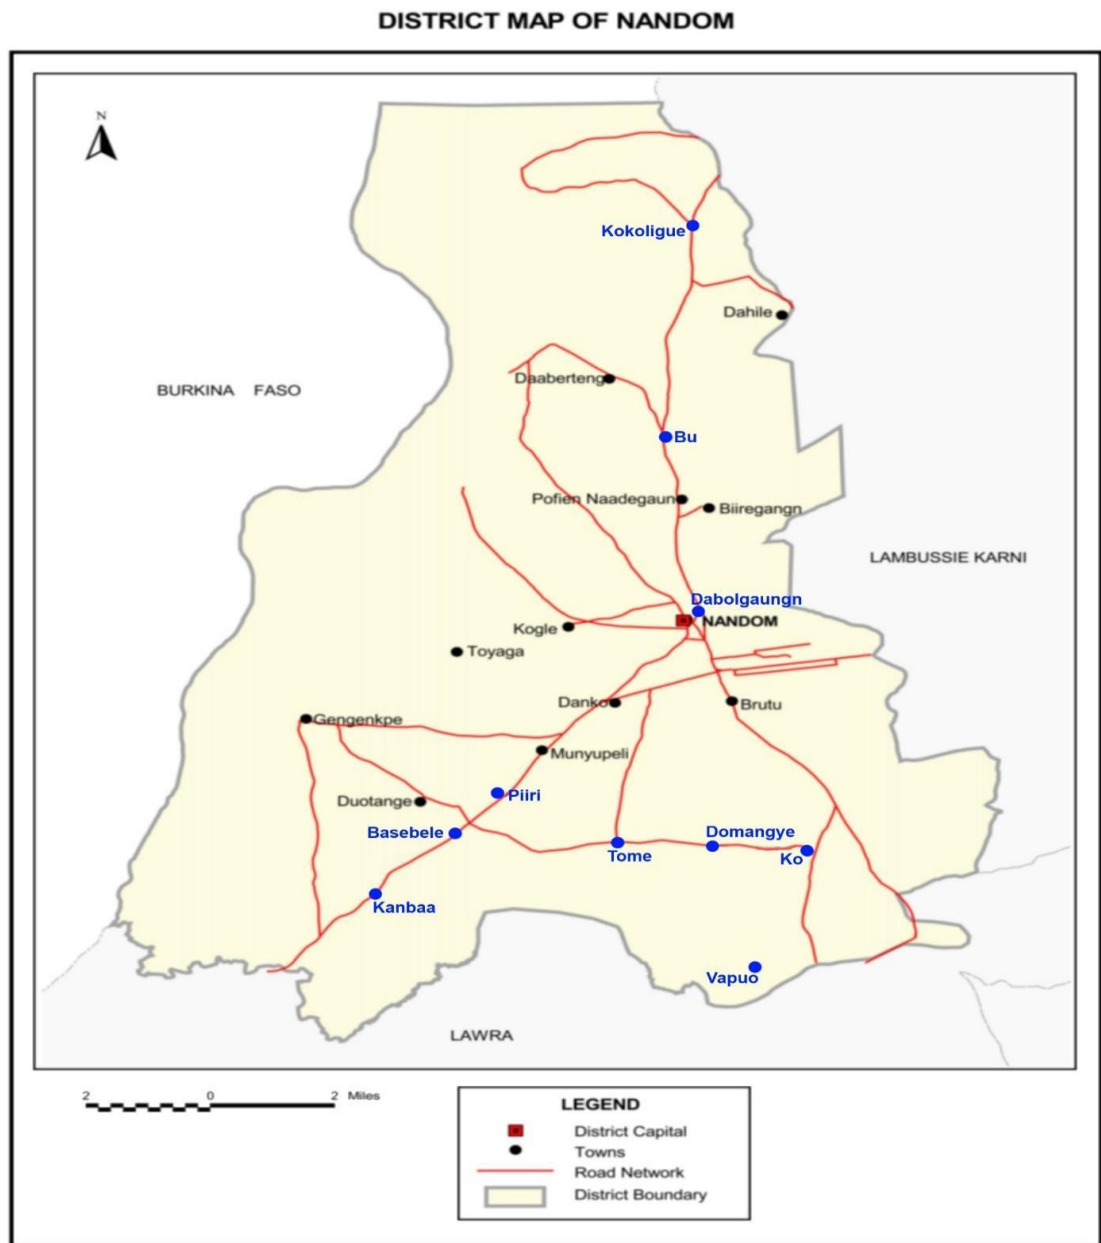 DISTRICT MAP OF NANDOM
N
Kokoligue
Dahile
Daaberteng
BURKINA FASO
Bu
Pofien Naadegaun
Biiregangn
LAMBUSSIE KARNI
Dabolgaungn
NANDOM
Kogle
Toyaga
Danko
Brutu
Gengenkpe
Munyupeli
Piiri
Duotange
Basebele
Domangye
Tome
Ko
Kanbaa
Vapuo
LAWRA
2 0 2 Miles
LEGEND
District Capital
Towns
Road Network
District Boundary